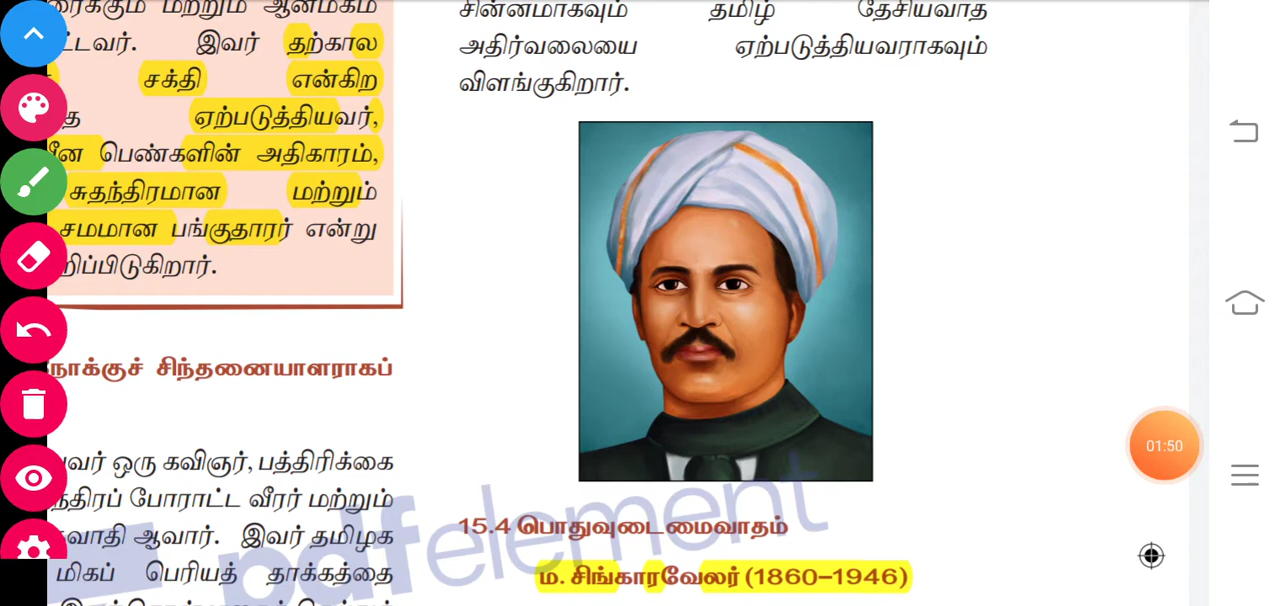 மற்றும் ஆன்மிகம்
இவர் தற்கால
சக்தி என்கிற
ஏற்படுத்தியவர்,
பெண்களின் அதிகாரம்,
சுதந்திரமான மற்றும்
சமமான பங்குதாரர் என்று
சிந்தனையாளராகப்
ஒரு கவிஞர், பத்திரிக்கை
போராட்ட வீரர் மற்றும்
ஆவார். இவர் தமிழக
மிகப் பெரியத் தாக்கத்தை
சின்னமாகவும் தமிழ் தேசியவாத
அதிர்வலையை ஏற்படுத்தியவராகவும்
விளங்குகிறார்.
15.4 பொதுவுடைமைவாதம்
ம. சிங்காரவேலர் (1860–1946)
pdfelement
01:50